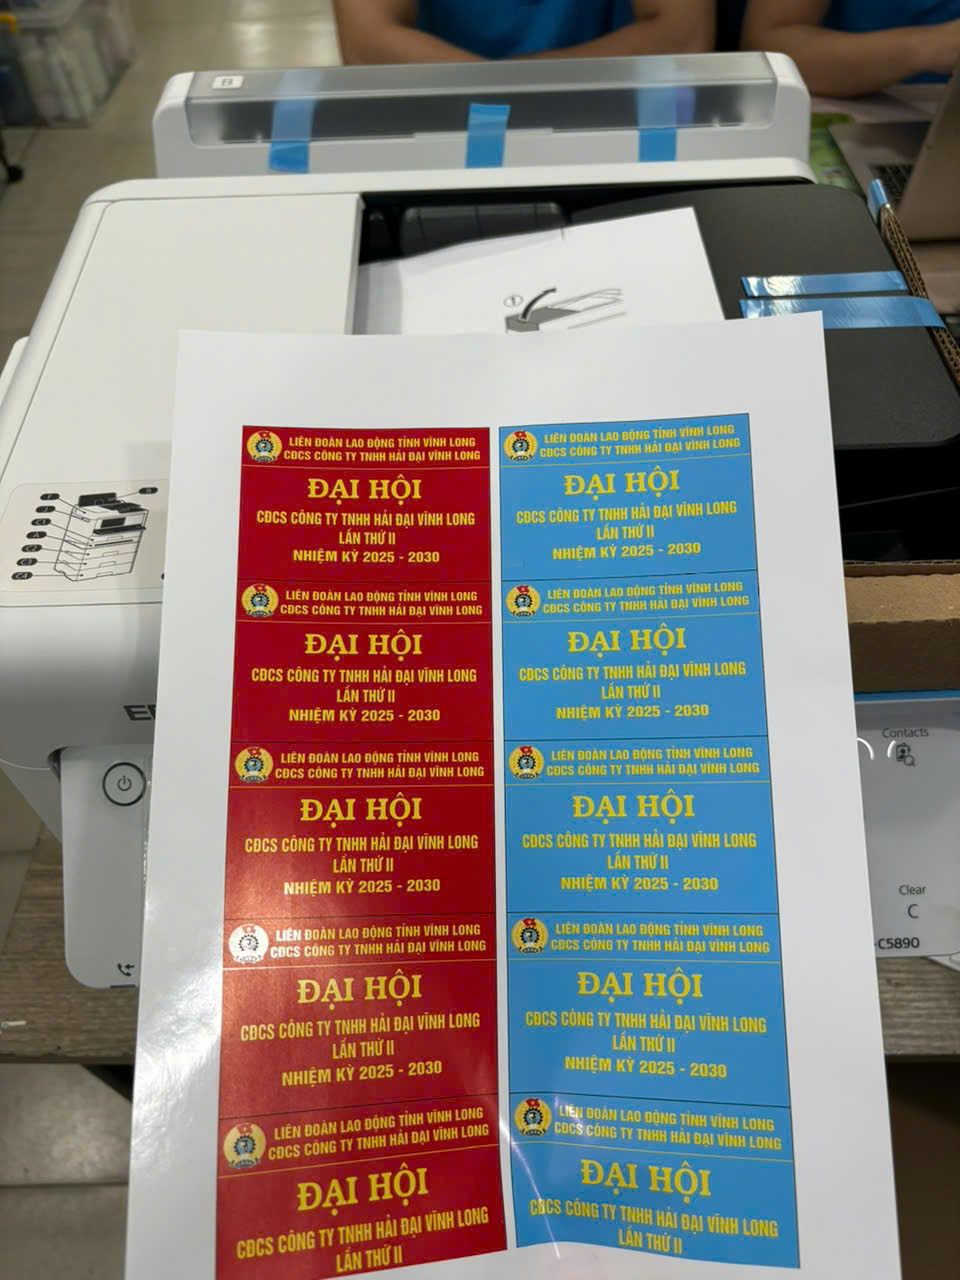 B
1
LIÊN ĐOÀN LAO ĐỘNG TỈNH VĨNH LONG
CĐCS CÔNG TY TNHH HẢI ĐẠI VĨNH LONG
ĐẠI HỘI
CĐCS CÔNG TY TNHH HẢI ĐẠI VĨNH LONG
LẦN THỨ II
NHIỆM KỲ 2025 - 2030
LIÊN ĐOÀN LAO ĐỘNG TỈNH VĨNH LONG
CĐCS CÔNG TY TNHH HẢI ĐẠI VĨNH LONG
ĐẠI HỘI
CĐCS CÔNG TY TNHH HẢI ĐẠI VĨNH LONG
LẦN THỨ II
NHIỆM KỲ 2025 - 2030
LIÊN ĐOÀN LAO ĐỘNG TỈNH VĨNH LONG
CĐCS CÔNG TY TNHH HẢI ĐẠI VĨNH LONG
ĐẠI HỘI
CĐCS CÔNG TY TNHH HẢI ĐẠI VĨNH LONG
LẦN THỨ II
NHIỆM KỲ 2025 - 2030
LIÊN ĐOÀN LAO ĐỘNG TỈNH VĨNH LONG
CĐCS CÔNG TY TNHH HẢI ĐẠI VĨNH LONG
ĐẠI HỘI
CĐCS CÔNG TY TNHH HẢI ĐẠI VĨNH LONG
LẦN THỨ II
NHIỆM KỲ 2025 - 2030
LIÊN ĐOÀN LAO ĐỘNG TỈNH VĨNH LONG
CĐCS CÔNG TY TNHH HẢI ĐẠI VĨNH LONG
ĐẠI HỘI
CĐCS CÔNG TY TNHH HẢI ĐẠI VĨNH LONG
LẦN THỨ II
LIÊN ĐOÀN LAO ĐỘNG TỈNH VĨNH LONG
CĐCS CÔNG TY TNHH HẢI ĐẠI VĨNH LONG
ĐẠI HỘI
CĐCS CÔNG TY TNHH HẢI ĐẠI VĨNH LONG
LẦN THỨ II
NHIỆM KỲ 2025 - 2030
LIÊN ĐOÀN LAO ĐỘNG TỈNH VĨNH LONG
CĐCS CÔNG TY TNHH HẢI ĐẠI VĨNH LONG
ĐẠI HỘI
CĐCS CÔNG TY TNHH HẢI ĐẠI VĨNH LONG
LẦN THỨ II
NHIỆM KỲ 2025 - 2030
LIÊN ĐOÀN LAO ĐỘNG TỈNH VĨNH LONG
CĐCS CÔNG TY TNHH HẢI ĐẠI VĨNH LONG
ĐẠI HỘI
CĐCS CÔNG TY TNHH HẢI ĐẠI VĨNH LONG
LẦN THỨ II
NHIỆM KỲ 2025 - 2030
LIÊN ĐOÀN LAO ĐỘNG TỈNH VĨNH LONG
CĐCS CÔNG TY TNHH HẢI ĐẠI VĨNH LONG
ĐẠI HỘI
CĐCS CÔNG TY TNHH HẢI ĐẠI VĨNH LONG
LẦN THỨ II
NHIỆM KỲ 2025 - 2030
LIÊN ĐOÀN LAO ĐỘNG TỈNH VĨNH LONG
CĐCS CÔNG TY TNHH HẢI ĐẠI VĨNH LONG
ĐẠI HỘI
CĐCS CÔNG TY TNHH HẢI ĐẠI VĨNH LONG
LẦN THỨ II
Contacts
Clear
C
-C5890